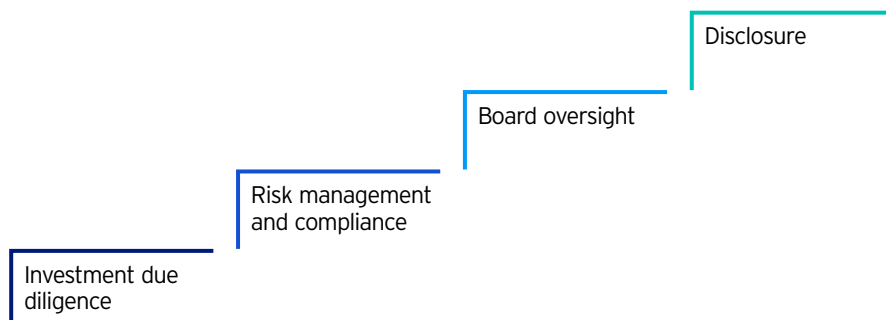 Disclosure
Board oversight
Risk management
and compliance
Investment due
diligence